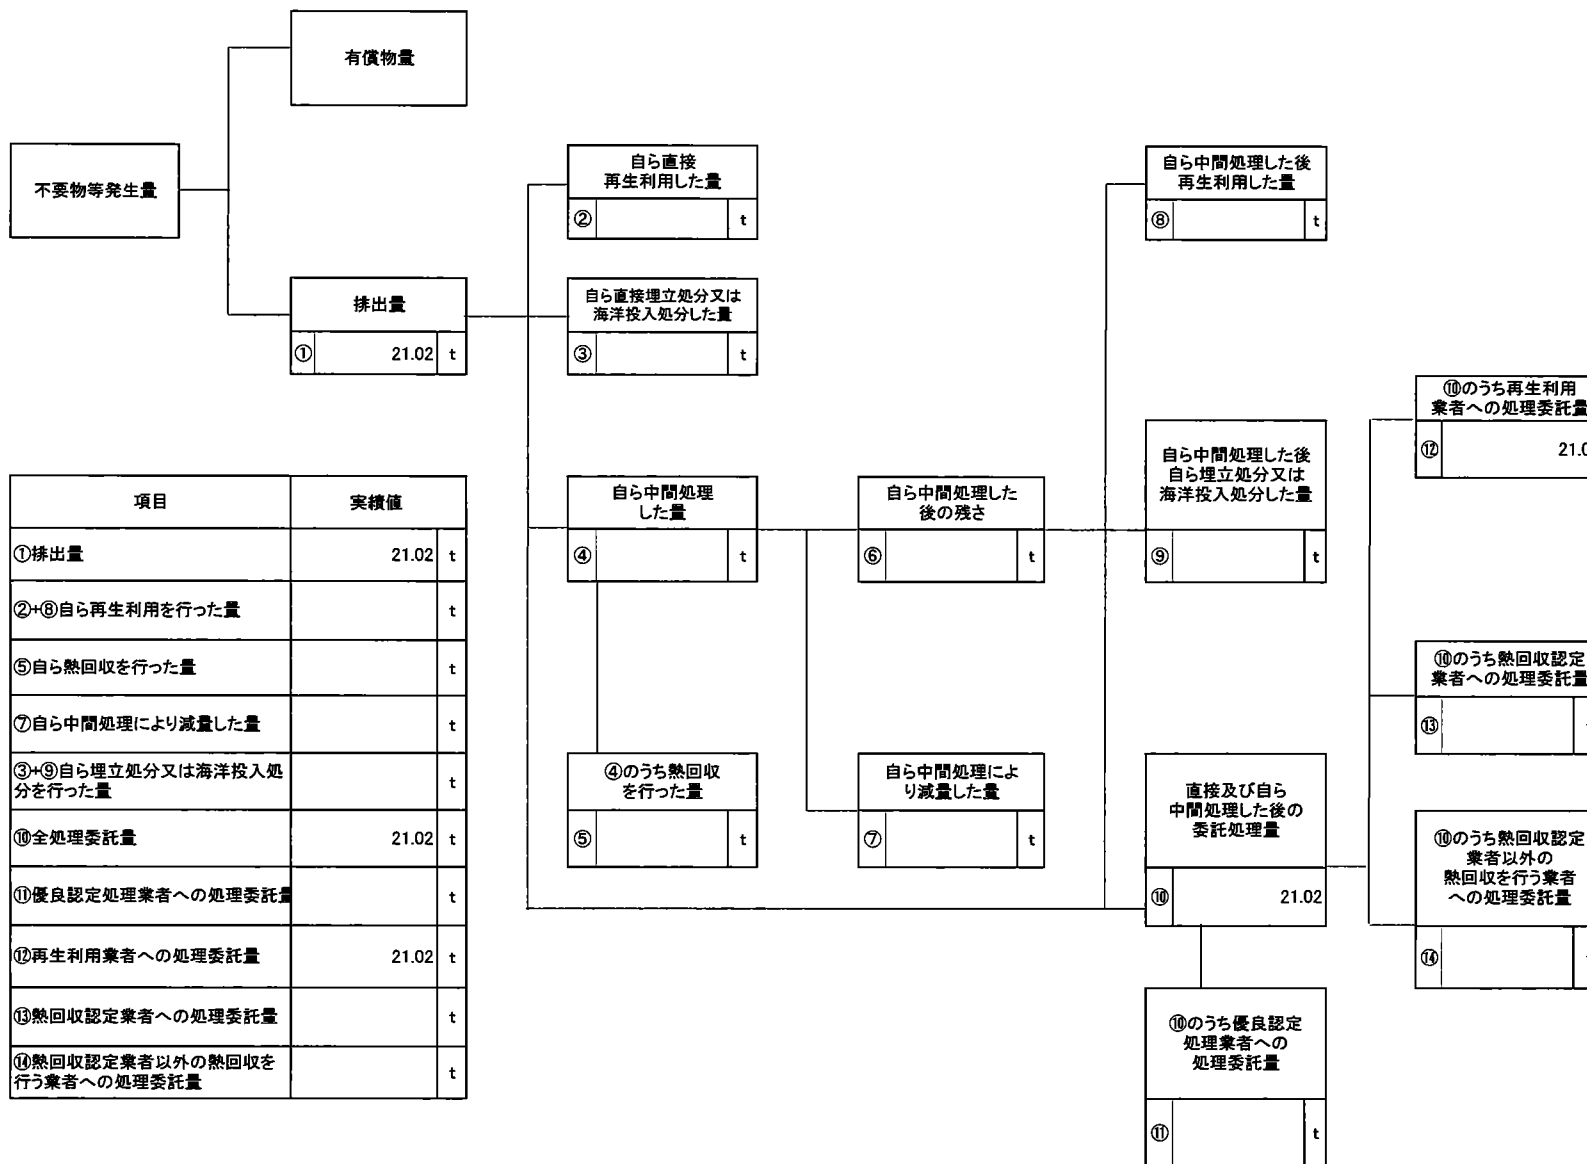 有償物量
不要物等発生量
排出量
① 21.02 t
自ら直接
再生利用した量
② t
自ら直接埋立処分又は
海洋投入処分した量
③ t
自ら中間処理
した量
④ t
④のうち熱回収
を行った量
⑤ t
自ら中間処理した
後の残さ
⑥ t
自ら中間処理によ
り減量した量
⑦ t
自ら中間処理した後
再生利用した量
⑧ t
自ら中間処理した後
自ら埋立処分又は
海洋投入処分した量
⑨ t
直接及び自ら
中間処理した後の
委託処理量
⑩ 21.02
⑩のうち優良認定
処理業者への
処理委託量
⑪ t
⑩のうち再生利用
業者への処理委託量
⑫ 21.0
⑩のうち熱回収認定
業者への処理委託量
⑬
⑩のうち熱回収認定
業者以外の
熱回収を行う業者
への処理委託量
⑭
項目 実績値
①排出量 21.02 t
②+⑧自ら再生利用を行った量 t
⑤自ら熱回収を行った量 t
⑦自ら中間処理により減量した量 t
③+⑨自ら埋立処分又は海洋投入処
分を行った量 t
⑩全処理委託量 21.02 t
⑪優良認定処理業者への処理委託量 t
⑫再生利用業者への処理委託量 21.02 t
⑬熱回収認定業者への処理委託量 t
⑭熱回収認定業者以外の熱回収を
行う業者への処理委託量 t